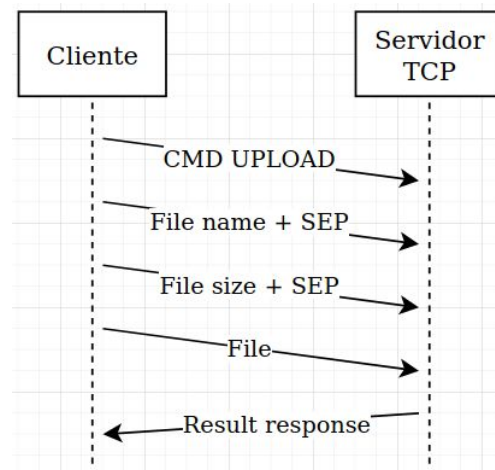 Cliente
Servidor
TCP
CMD UPLOAD
File name + SEP
File size + SEP
File
Result response